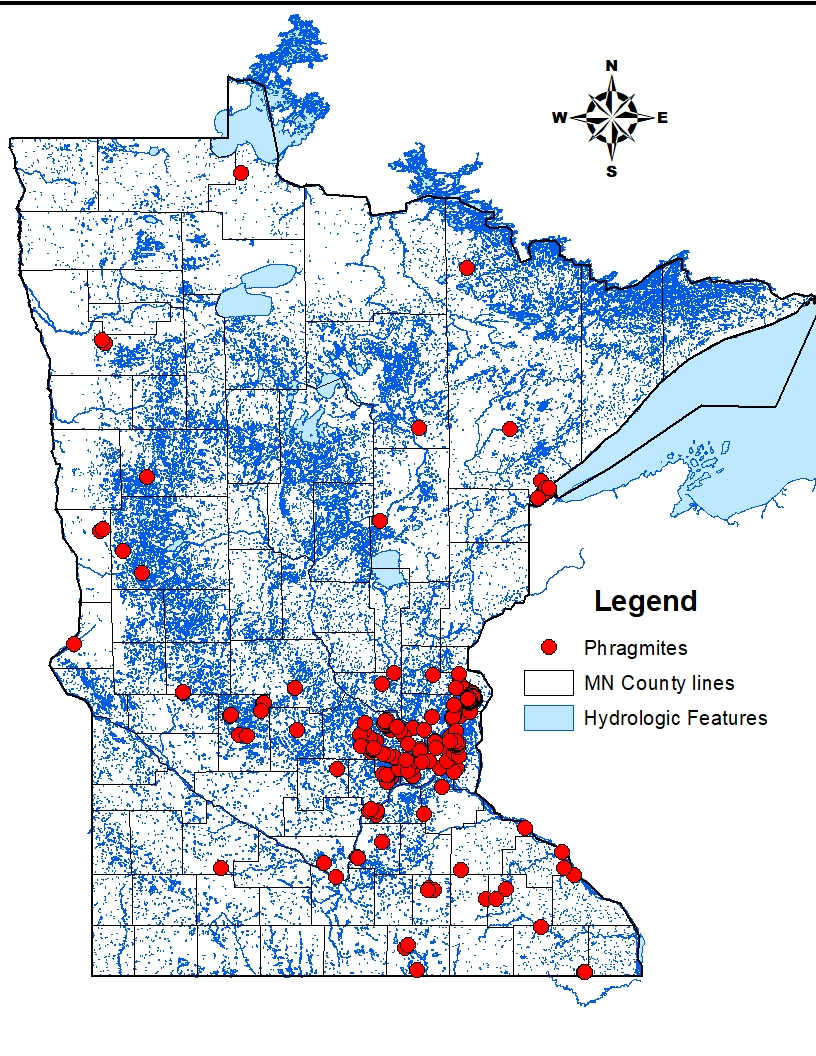 N
W E
S
Legend
Phragmites
MN County lines
Hydrologic Features